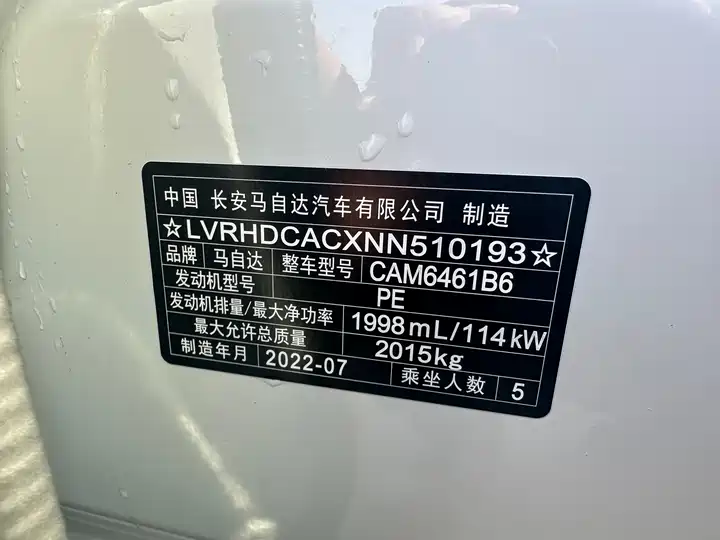 中国 长安马自达汽车有限公司 制造
☆LVRHDCACXNN510193☆
品牌 马自达 整车型号 CAM6461B6
发动机型号 PE
发动机排量/最大净功率 1998mL/114kW
最大允许总质量 2015kg
制造年月 2022-07 乘坐人数 5